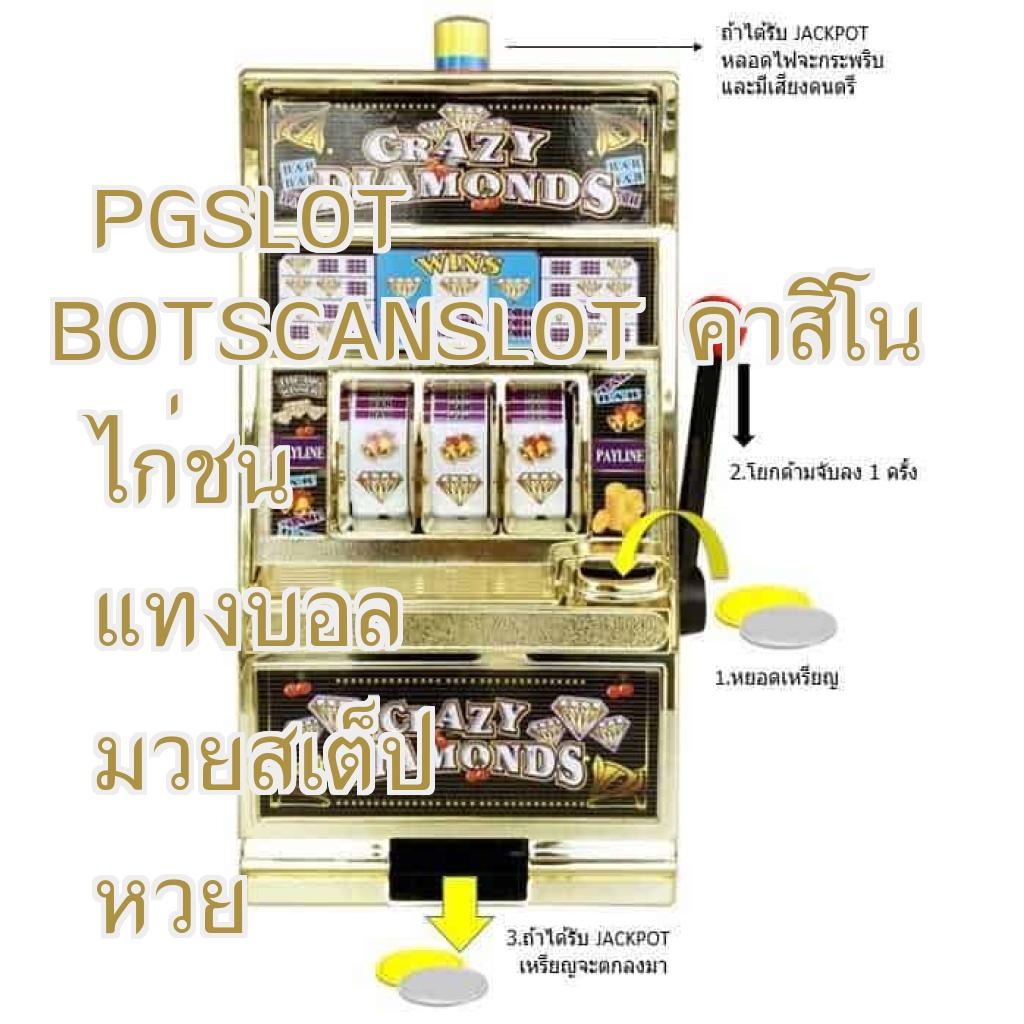 ถ้าได้รับ JACKPOT
หลอดไฟจะกระพริบ
และมีเสียงดนตรี
CRAZY
DIAMONDS
PGSLOT
WINS
BOTSCANSLOT คาสิโน
ไก่ชน
PAYLINE
2.โยกด้ามจับลง 1 ครั้ง
แทงบอล
1.หยอดเหรียญ
CRAZY
DIAMONDS
มวยสเต็ป
หวย
3.ถ้าได้รับ JACKPOT
เหรียญจะตกลงมา